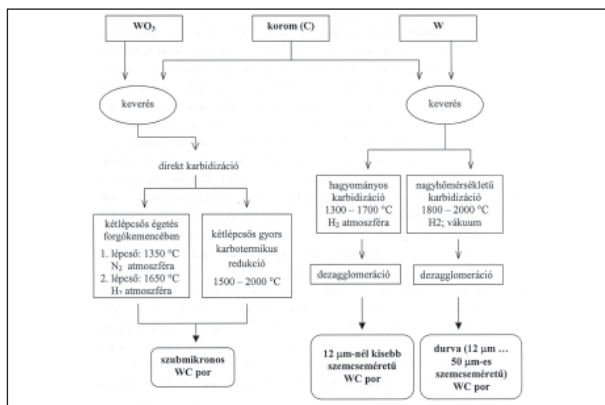 WO₃
korom (C)
W
keverés
keverés
direkt karbidizáció
kétlépcsős égetés
forgókemencében
1. lépcső: 1350 °C
N₂ atmoszféra
2. lépcső: 1650 °C
H₂ atmoszféra
kétlépcsős gyors
karbotermikus
redukció
1500 – 2000 °C
hagyományos
karbidizáció
1300 – 1700 °C
H₂ atmoszféra
nagyhőmérsékletű
karbidizáció
1800 – 2000 °C
H2; vákuum
dezagglomeráció
dezagglomeráció
szubmikronos
WC por
12 µm-nél kisebb
szemcseméretű
WC por
durva (12 µm …
50 µm-es
szemcseméretű)
WC por